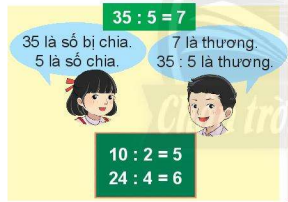 35 : 5 = 7
35 là số bị chia.
5 là số chia.
7 là thương.
35 : 5 là thương.
10 : 2 = 5
24 : 4 = 6